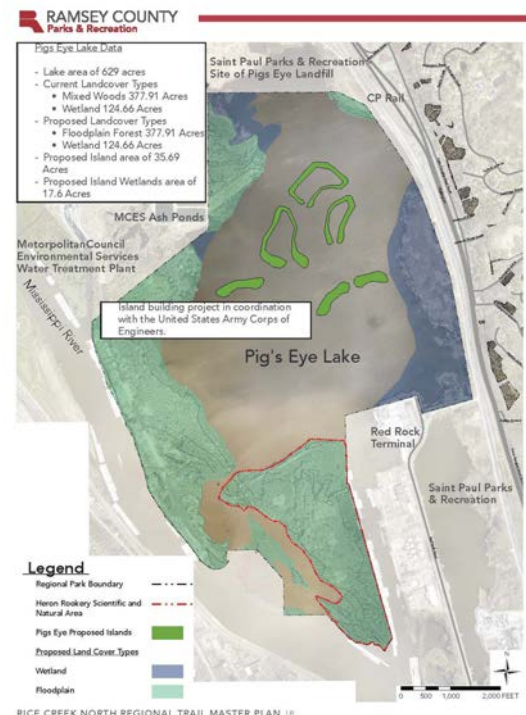 RAMSEY COUNTY
Parks & Recreation
Pigs Eye Lake Data
- Lake area of 629 acres
- Current Landcover Types
• Mixed Woods 377.91 Acres
• Wetland 124.66 Acres
- Proposed Landcover Types
• Floodplain Forest 377.91 Acres
• Wetland 124.66 Acres
- Proposed Island area of 35.69
Acres
- Proposed Island Wetlands area of
17.6 Acres
Saint Paul Parks & Recreation
Site of Pigs Eye Landfill
CP Rail
MCES Ash Ponds
Metorpolitan Council
Environmental Services
Water Treatment Plant
Mississippi River
Island building project in coordination
with the United States Army Corps of
Engineers.
Pig's Eye Lake
Red Rock
Terminal
Saint Paul Parks
& Recreation
Legend
Regional Park Boundary
Heron Rookery Scientific and
Natural Area
Pigs Eye Proposed Islands
Proposed Land Cover Types
Wetland
Floodplain
N
0 500 1,000 2,000 FEET
RICE CREEK NORTH REGIONAL TRAIL MASTER PLAN